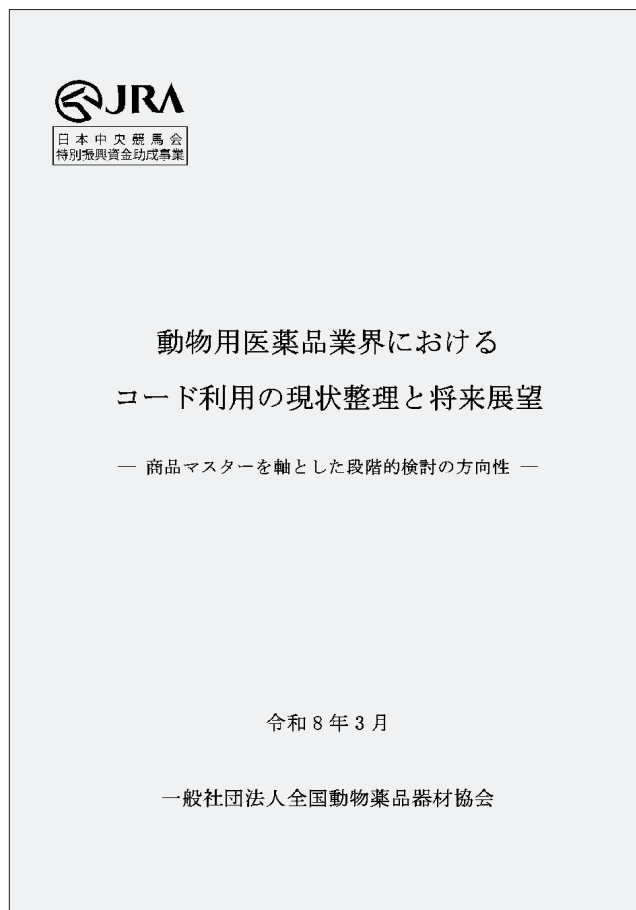 JRA
日本中央競馬会
特別振興資金助成事業
動物用医薬品業界における
コード利用の現状整理と将来展望
― 商品マスターを軸とした段階的検討の方向性 ―
令和8年3月
一般社団法人全国動物薬品器材協会